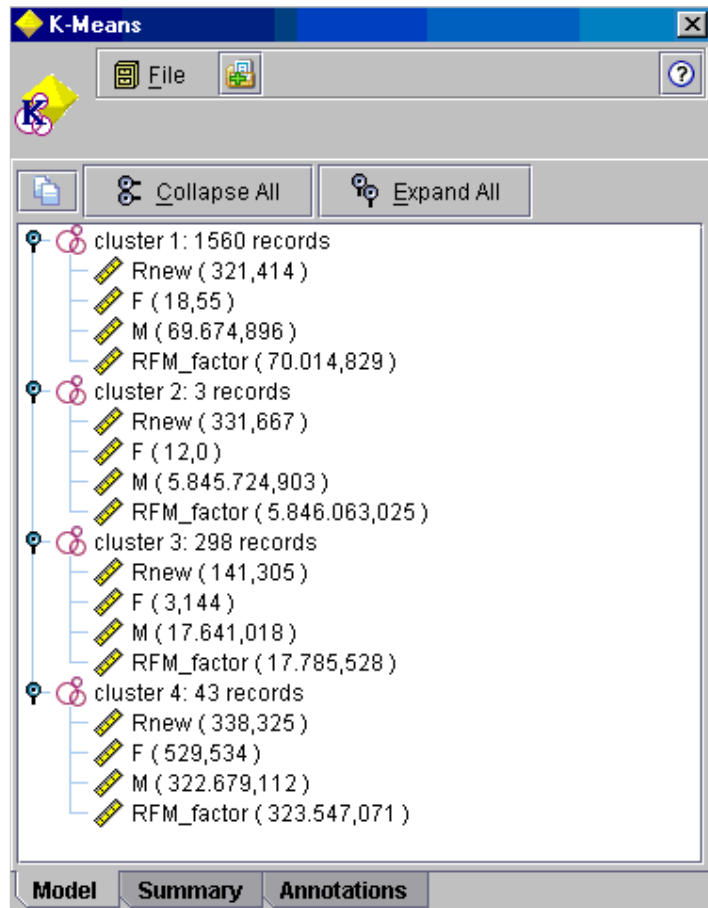 K-Means
File
K
Collapse All
Expand All
cluster 1: 1560 records
Rnew ( 321,414 )
F ( 18,55 )
M ( 69.674,896 )
RFM_factor ( 70.014,829 )
cluster 2: 3 records
Rnew ( 331,667 )
F ( 12,0 )
M ( 5.845.724,903 )
RFM_factor ( 5.846.063,025 )
cluster 3: 298 records
Rnew ( 141,305 )
F ( 3,144 )
M ( 17.641,018 )
RFM_factor ( 17.785,528 )
cluster 4: 43 records
Rnew ( 338,325 )
F ( 529,534 )
M ( 322.679,112 )
RFM_factor ( 323.547,071 )
Model Summary Annotations